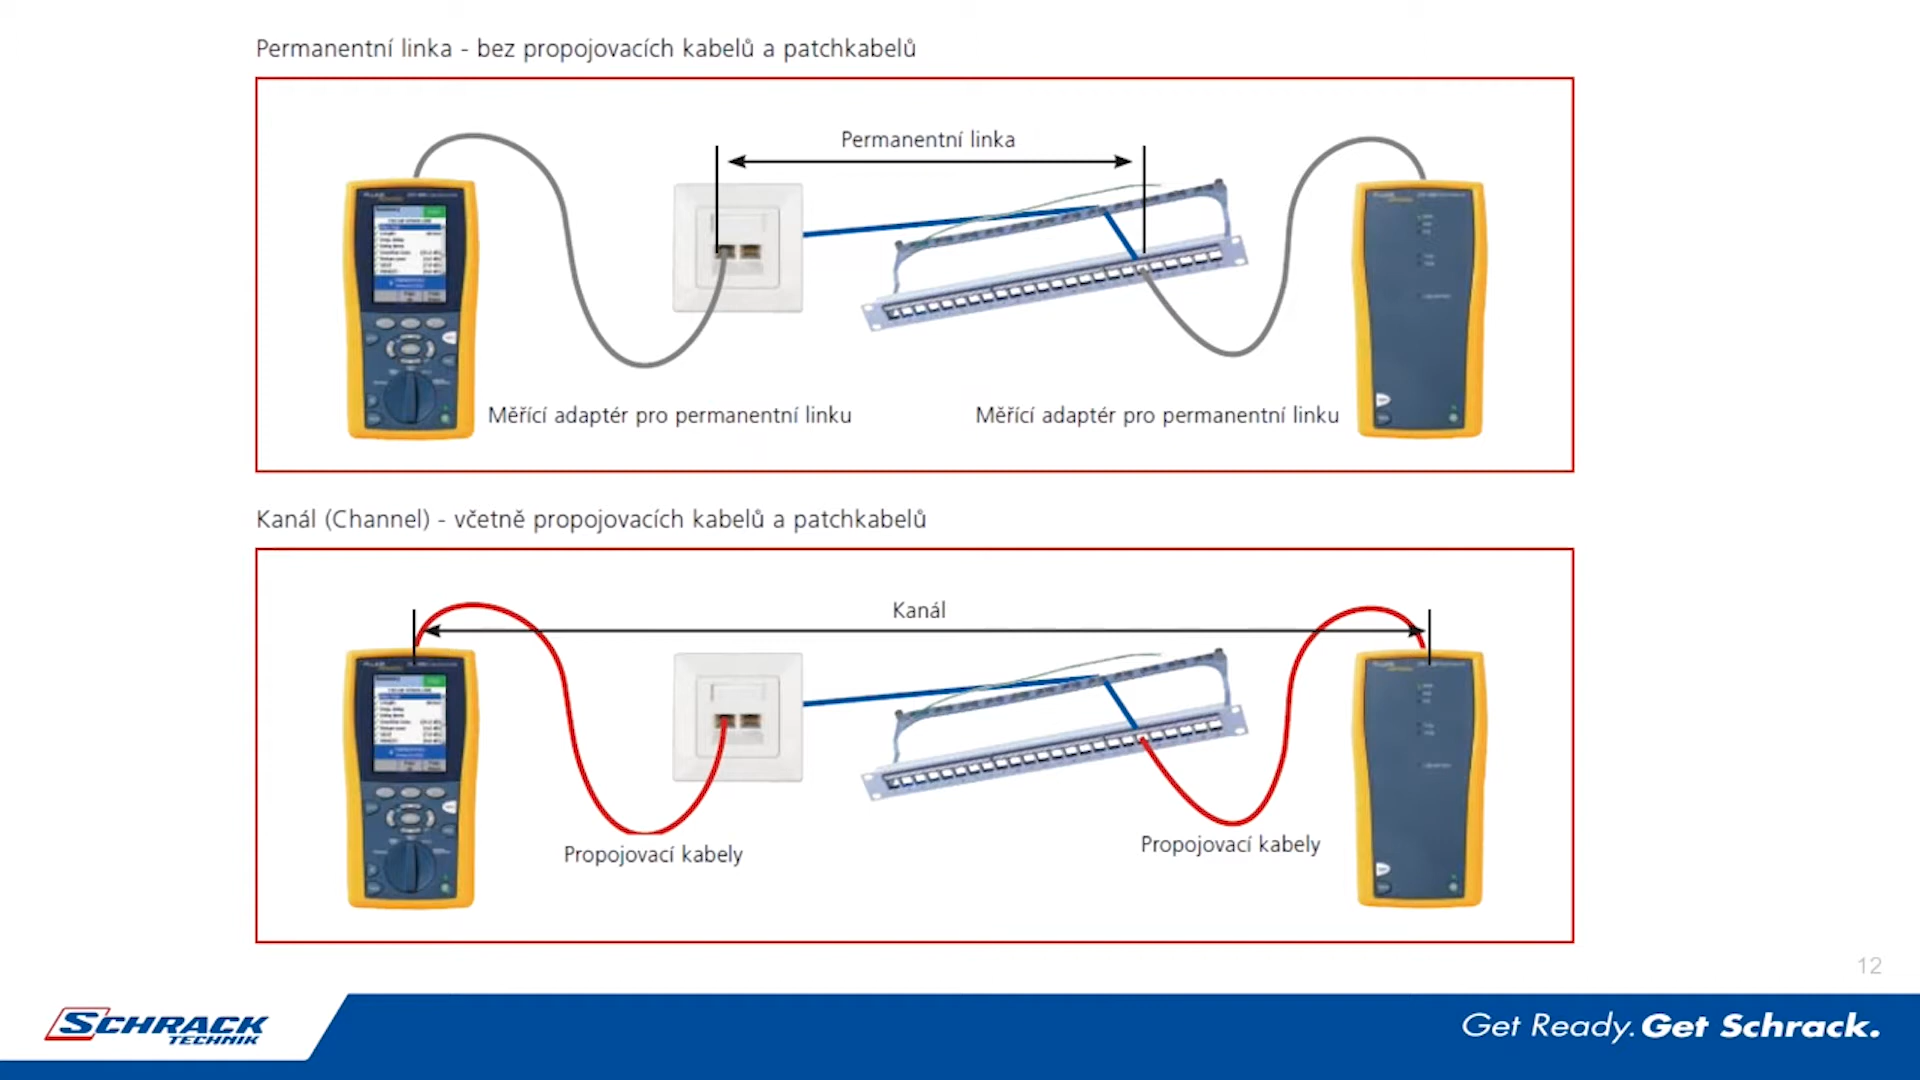 Permanentní linka - bez propojovacích kabelů a patchkabelů
Permanentní linka
Měřící adaptér pro permanentní linku
Měřící adaptér pro permanentní linku
Kanál (Channel) - včetně propojovacích kabelů a patchkabelů
Kanál
Propojovací kabely
Propojovací kabely
12
SCHRACK
TECHNIK
Get Ready. Get Schrack.